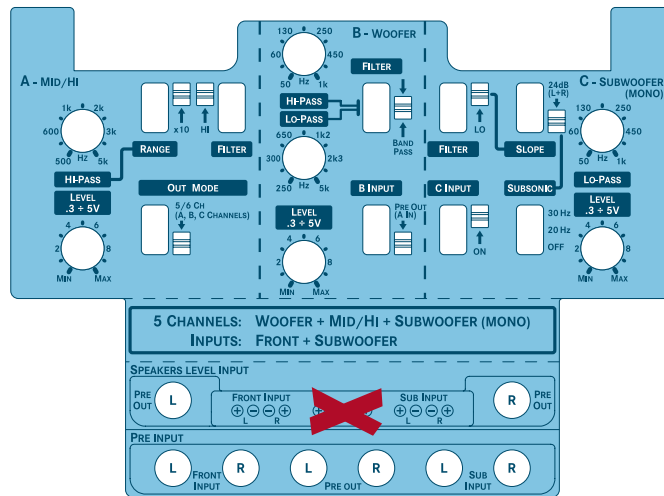 A - Mid/Hi
1k 2k
600 3k
500 Hz 5k
Hi-Pass
Level
.3 ÷ 5V
4 6
2 8
Min Max
x10
HI
Range
Filter
Out Mode
5/6 Ch
(A, B, C Channels)
B - Woofer
130 250
60 450
50 Hz 1k
Filter
Hi-Pass
Lo-Pass
Band
Pass
650 1k2
300 2k3
250 Hz 5k
Level
.3 ÷ 5V
4 6
2 8
Min Max
B Input
Pre Out
(A In)
C - Subwoofer
(mono)
LO
24dB
(L+R)
Filter
Slope
C Input
Subsonic
ON
30 Hz
20 Hz
OFF
130 250
60 450
50 Hz 1k
Lo-Pass
Level
.3 ÷ 5V
4 6
2 8
Min Max
5 Channels: Woofer + Mid/Hi + Subwoofer (mono)
Inputs: Front + Subwoofer
Speakers Level Input
Pre
Out
L
Front Input
L R
Sub Input
L R
R
Pre
Out
Pre Input
L
Front
Input
R
L
Pre Out
R
L
Sub
Input
R